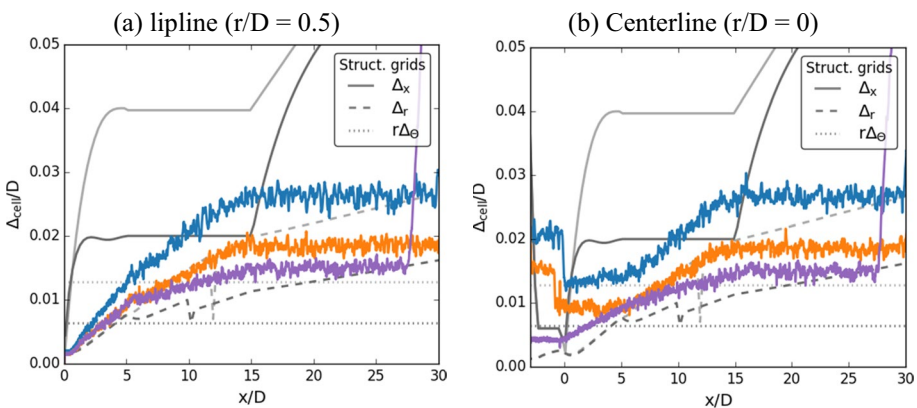 (a) lipline (r/D = 0.5)
0.05
0.04
0.03
0.02
0.01
0.00
Δcell/D
0 5 10 15 20 25 30
x/D
Struct. grids
Δx
Δr
rΔΘ
(b) Centerline (r/D = 0)
0.05
0.04
0.03
0.02
0.01
0.00
Δcell/D
0 5 10 15 20 25 30
x/D
Struct. grids
Δx
Δr
rΔΘ